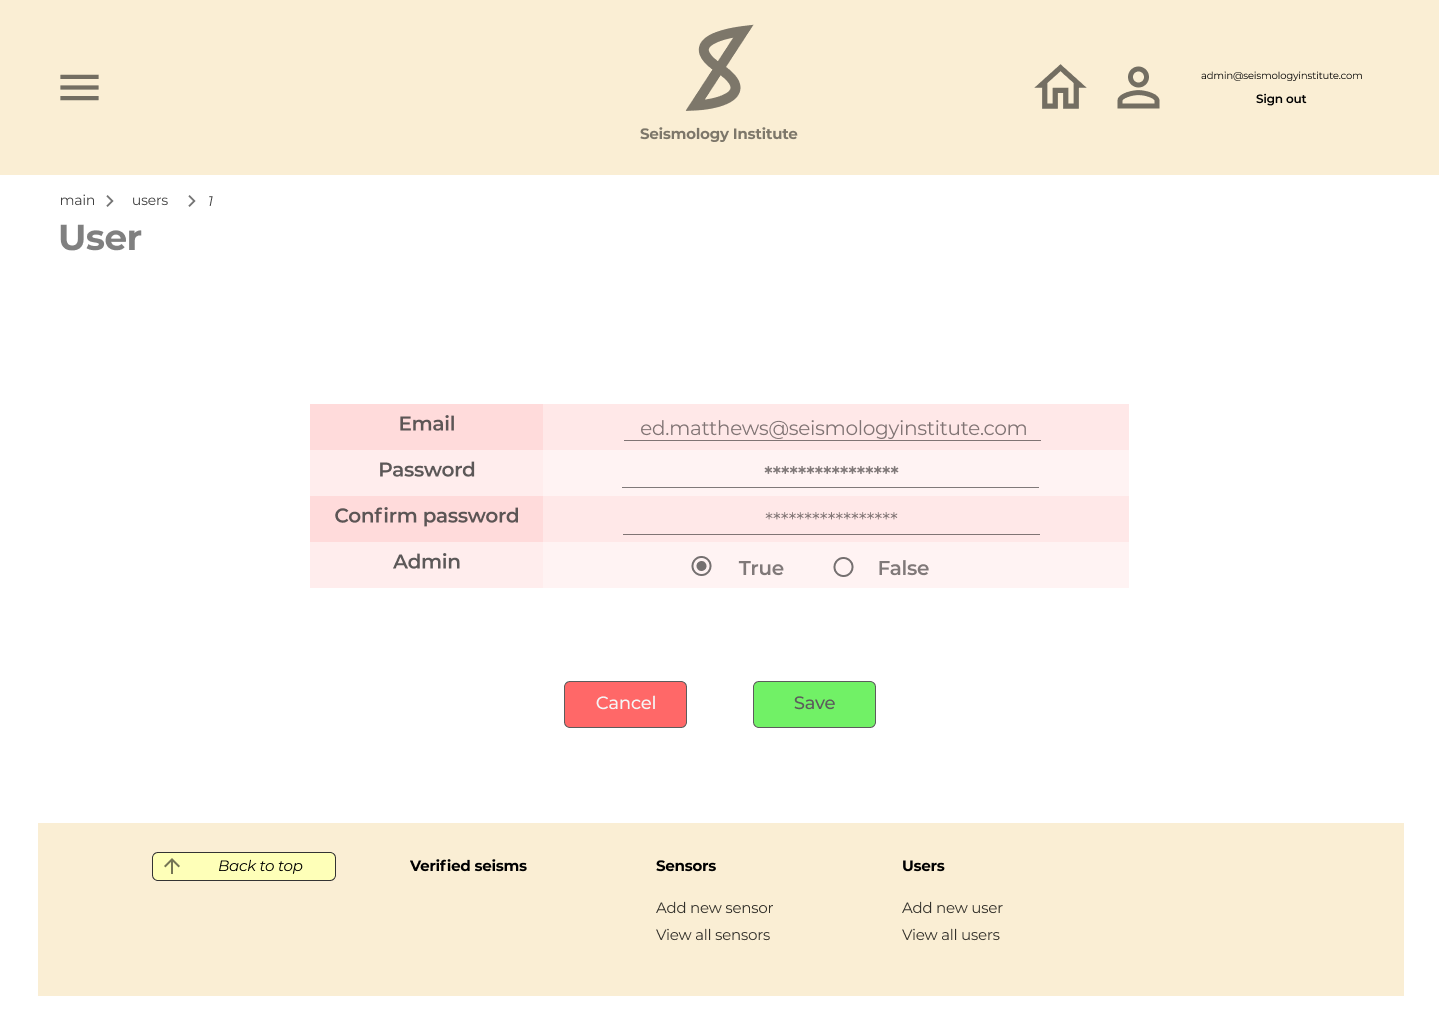 admin@seismologyinstitute.com
Sign out
Seismology Institute
main users 1
User
Email ed.matthews@seismologyinstitute.com
Password ****************
Confirm password *****************
Admin True False
Cancel Save
Back to top Verified seisms Sensors Users
Add new sensor Add new user
View all sensors View all users